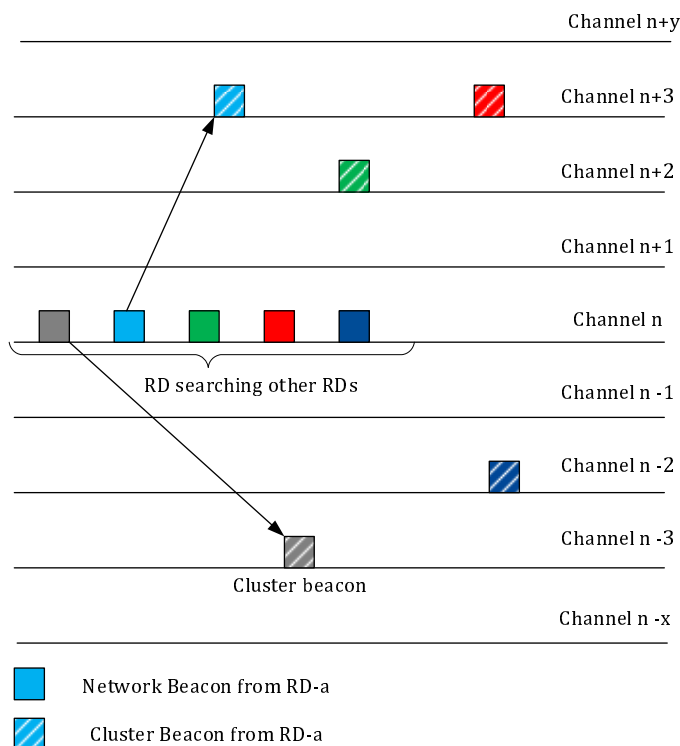 Channel n+y
Channel n+3
Channel n+2
Channel n+1
Channel n
RD searching other RDs
Channel n -1
Channel n -2
Channel n -3
Cluster beacon
Channel n -x
Network Beacon from RD-a
Cluster Beacon from RD-a